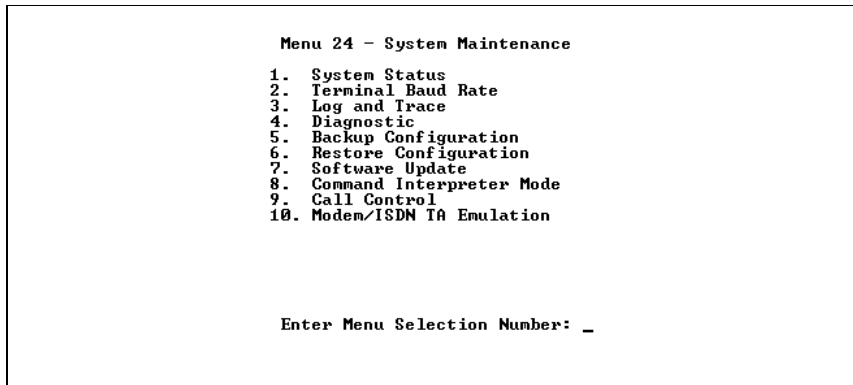 Menu 24 - System Maintenance
1. System Status
2. Terminal Baud Rate
3. Log and Trace
4. Diagnostic
5. Backup Configuration
6. Restore Configuration
7. Software Update
8. Command Interpreter Mode
9. Call Control
10. Modem/ISDN TA Emulation
Enter Menu Selection Number: _